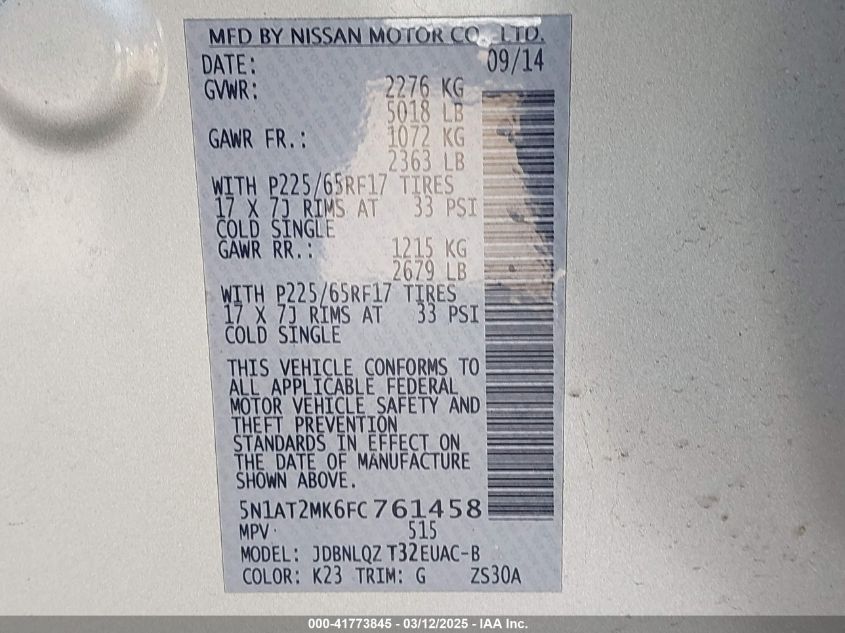 MFD BY NISSAN MOTOR CO., LTD.
DATE: 09/14
GVWR: 2276 KG
5018 LB
GAWR FR.: 1072 KG
2363 LB
WITH P225/65RF17 TIRES
17 X 7J RIMS AT 33 PSI
COLD SINGLE
GAWR RR.: 1215 KG
2679 LB
WITH P225/65RF17 TIRES
17 X 7J RIMS AT 33 PSI
COLD SINGLE
THIS VEHICLE CONFORMS TO
ALL APPLICABLE FEDERAL
MOTOR VEHICLE SAFETY AND
THEFT PREVENTION
STANDARDS IN EFFECT ON
THE DATE OF MANUFACTURE
SHOWN ABOVE.
5N1AT2MK6FC761458
MPV 515
MODEL: JDBNLQZ T32EUAC-B
COLOR: K23 TRIM: G ZS30A
000-41773845 - 03/12/2025 - IAA Inc.